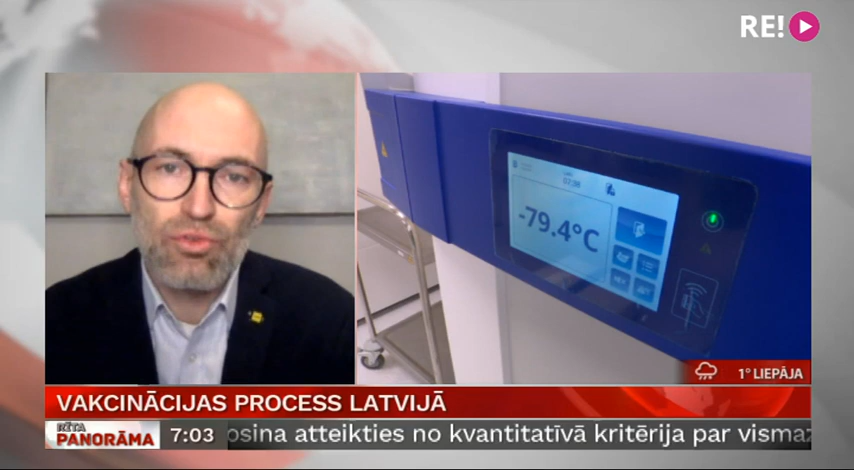 RE!
-79.4°C
1° LIEPĀJA
VAKCINĀCIJAS PROCESS LATVIJĀ
RĪTA
PANORĀMA
7:03
osina atteikties no kvantitatīvā kritērija par vismaz